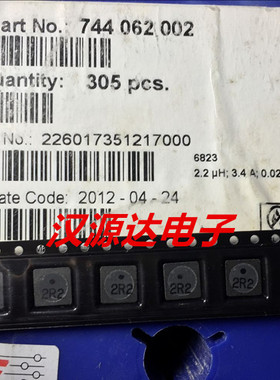 art No.: 744 062 002
uantity: 305 pcs.
No.: 226017351217000
6823
2.2 µH; 3.4 A; 0.02
ate Code: 2012 - 04 - 24
汉源达电子
2R2 2R2 2R2 2R2